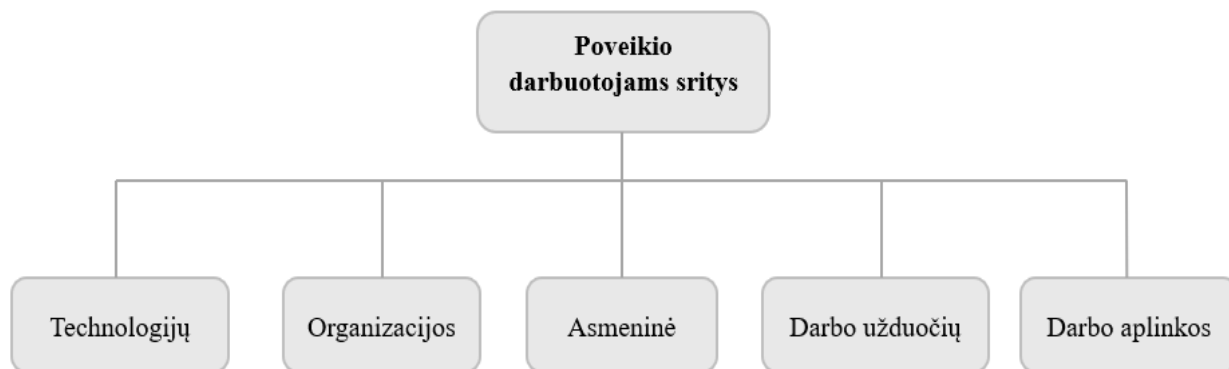 Poveikio
darbuotojams sritys
Technologijų
Organizacijos
Asmeninė
Darbo užduočių
Darbo aplinkos